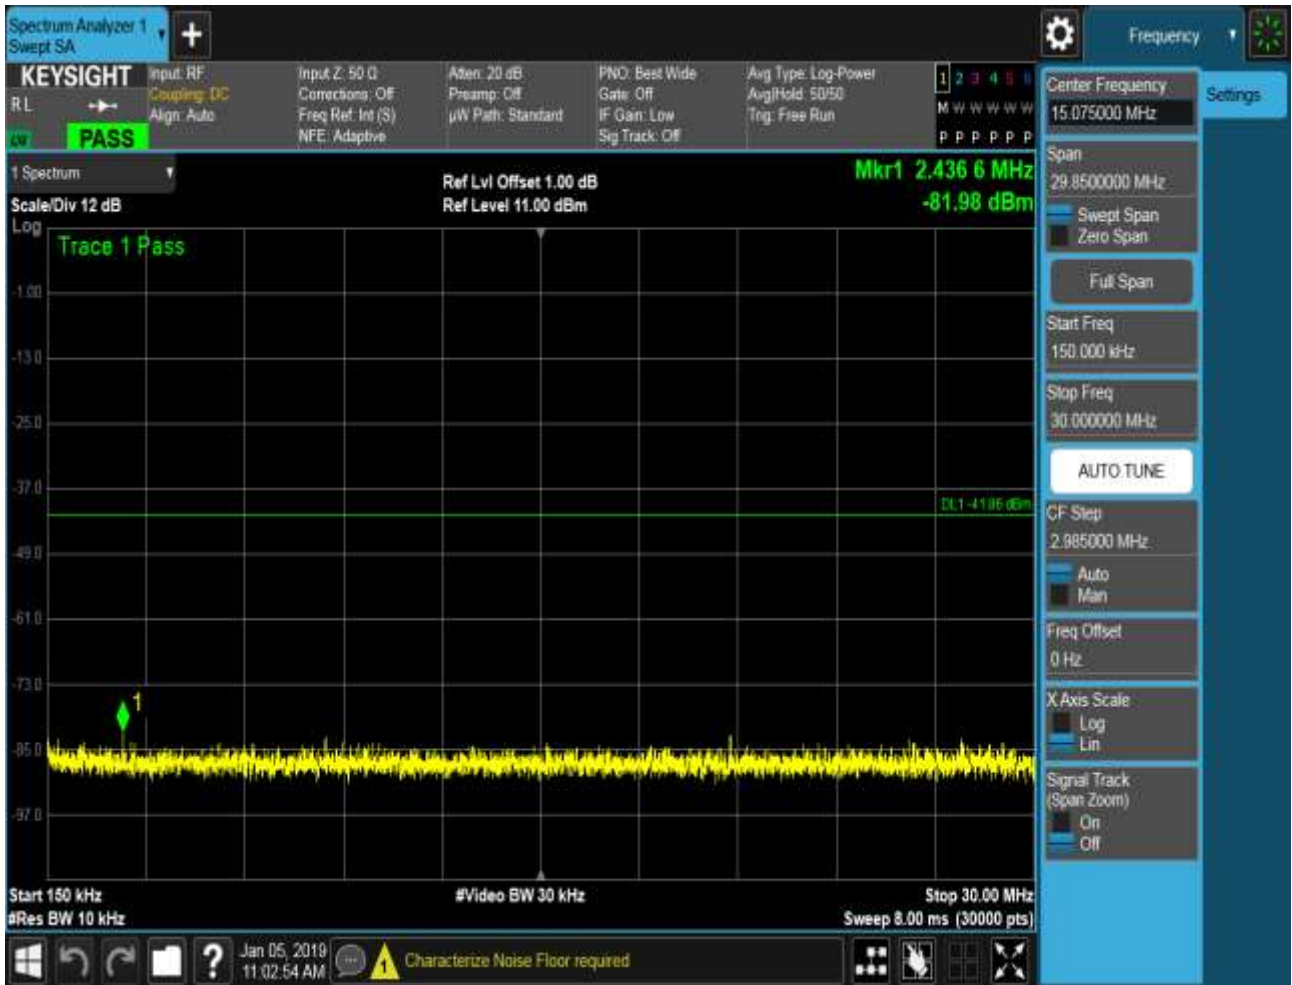 Spectrum Analyzer 1
Swept SA
Frequency
KEYSIGHT
RL
PASS
Input: RF
Coupling: DC
Align: Auto
Input Z: 50 Ω
Corrections: Off
Freq Ref: Int (S)
NFE: Adaptive
Atten: 20 dB
Preamp: Off
µW Path: Standard
PNO: Best Wide
Gate: Off
IF Gain: Low
Sig Track: Off
Avg Type: Log-Power
Avg|Hold: 50/50
Trig: Free Run
1 2 3 4 5 6
M W W W W W
P P P P P P
1 Spectrum
Scale/Div 12 dB
Ref Lvl Offset 1.00 dB
Ref Level 11.00 dBm
Mkr1 2.436 6 MHz
-81.98 dBm
Log
Trace 1 Pass
-1.00
-13.0
-25.0
-37.0
DL1 -41.86 dBm
-49.0
-61.0
-73.0
1
-85.0
-97.0
Start 150 kHz
#Video BW 30 kHz
Stop 30.00 MHz
#Res BW 10 kHz
Sweep 8.00 ms (30000 pts)
Center Frequency
15.075000 MHz
Settings
Span
29.8500000 MHz
Swept Span
Zero Span
Full Span
Start Freq
150.000 kHz
Stop Freq
30.000000 MHz
AUTO TUNE
CF Step
2.985000 MHz
Auto
Man
Freq Offset
0 Hz
X Axis Scale
Log
Lin
Signal Track
(Span Zoom)
On
Off
?
Jan 05, 2019
11:02:54 AM
1
Characterize Noise Floor required